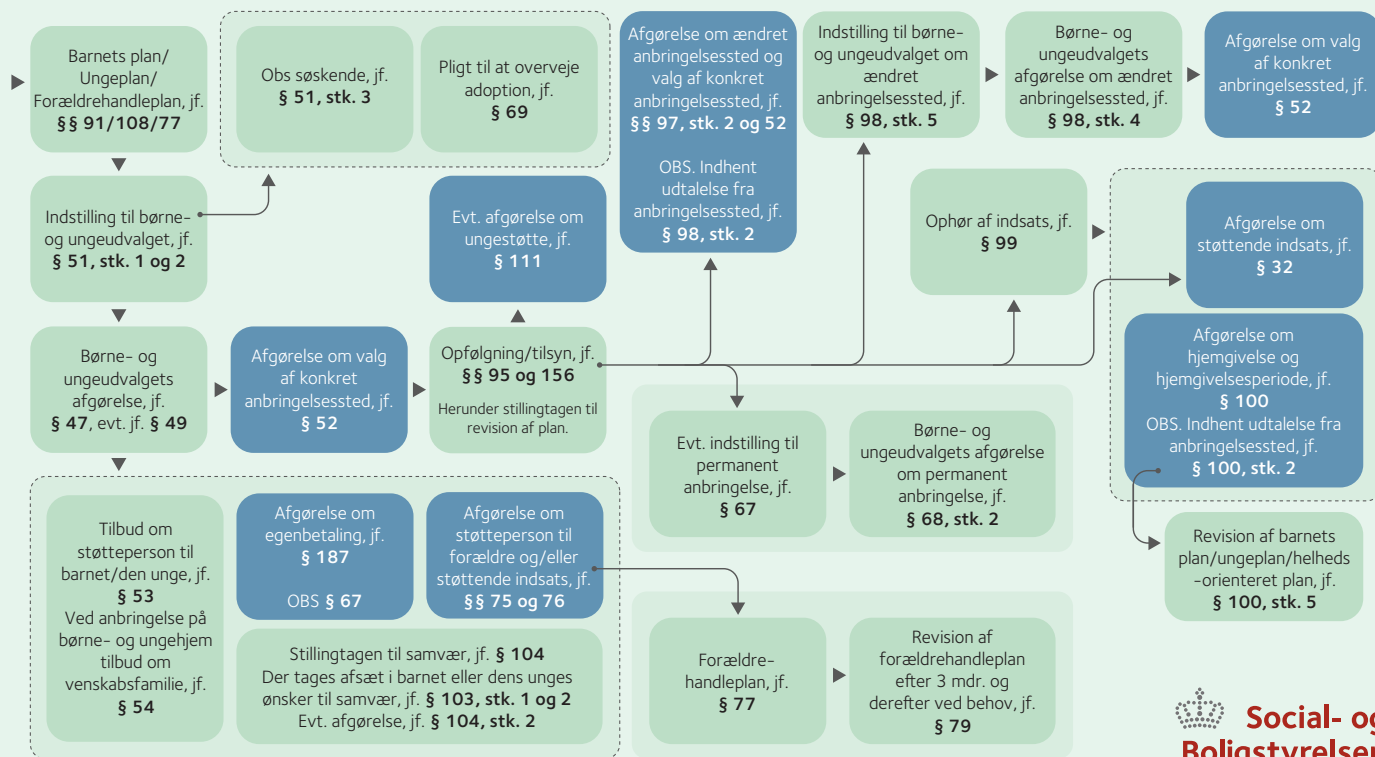 Barnets plan/
Ungeplan/
Forældrehandleplan, jf.
§§ 91/108/77
Obs søskende, jf.
§ 51, stk. 3
Pligt til at overveje
adoption, jf.
§ 69
Afgørelse om ændret
anbringelsessted og
valg af konkret
anbringelsessted, jf.
§§ 97, stk. 2 og 52
OBS. Indhent
udtalelse fra
anbringelsessted, jf.
§ 98, stk. 2
Indstilling til børne-
og ungeudvalget om
ændret
anbringelsessted, jf.
§ 98, stk. 5
Børne- og
ungeudvalgets
afgørelse om ændret
anbringelsessted, jf.
§ 98, stk. 4
Afgørelse om valg
af konkret
anbringelsessted, jf.
§ 52
Indstilling til børne-
og ungeudvalget, jf.
§ 51, stk. 1 og 2
Evt. afgørelse om
ungestøtte, jf.
§ 111
Ophør af indsats, jf.
§ 99
Afgørelse om
støttende indsats, jf.
§ 32
Børne- og
ungeudvalgets
afgørelse, jf.
§ 47, evt. jf. § 49
Afgørelse om valg
af konkret
anbringelsessted, jf.
§ 52
Opfølgning/tilsyn, jf.
§§ 95 og 156
Herunder stillingtagen til
revision af plan.
Afgørelse om
hjemgivelse og
hjemgivelsesperiode, jf.
§ 100
OBS. Indhent udtalelse fra
anbringelsessted, jf.
§ 100, stk. 2
Evt. indstilling til
permanent
anbringelse, jf.
§ 67
Børne- og
ungeudvalgets afgørelse
om permanent
anbringelse, jf.
§ 68, stk. 2
Revision af barnets
plan/ungeplan/helheds
-orienteret plan, jf.
§ 100, stk. 5
Tilbud om
støtteperson til
barnet/den unge, jf.
§ 53
Ved anbringelse på
børne- og ungehjem
tilbud om
venskabsfamilie, jf.
§ 54
Afgørelse om
egenbetaling, jf.
§ 187
OBS § 67
Afgørelse om
støtteperson til
forældre og/eller
støttende indsats, jf.
§§ 75 og 76
Stillingtagen til samvær, jf. § 104
Der tages afsæt i barnet eller dens unges
ønsker til samvær, jf. § 103, stk. 1 og 2
Evt. afgørelse, jf. § 104, stk. 2
Forældre-
handleplan, jf.
§ 77
Revision af
forældrehandleplan
efter 3 mdr. og
derefter ved behov, jf.
§ 79
Social- og
Boligstyrelsen